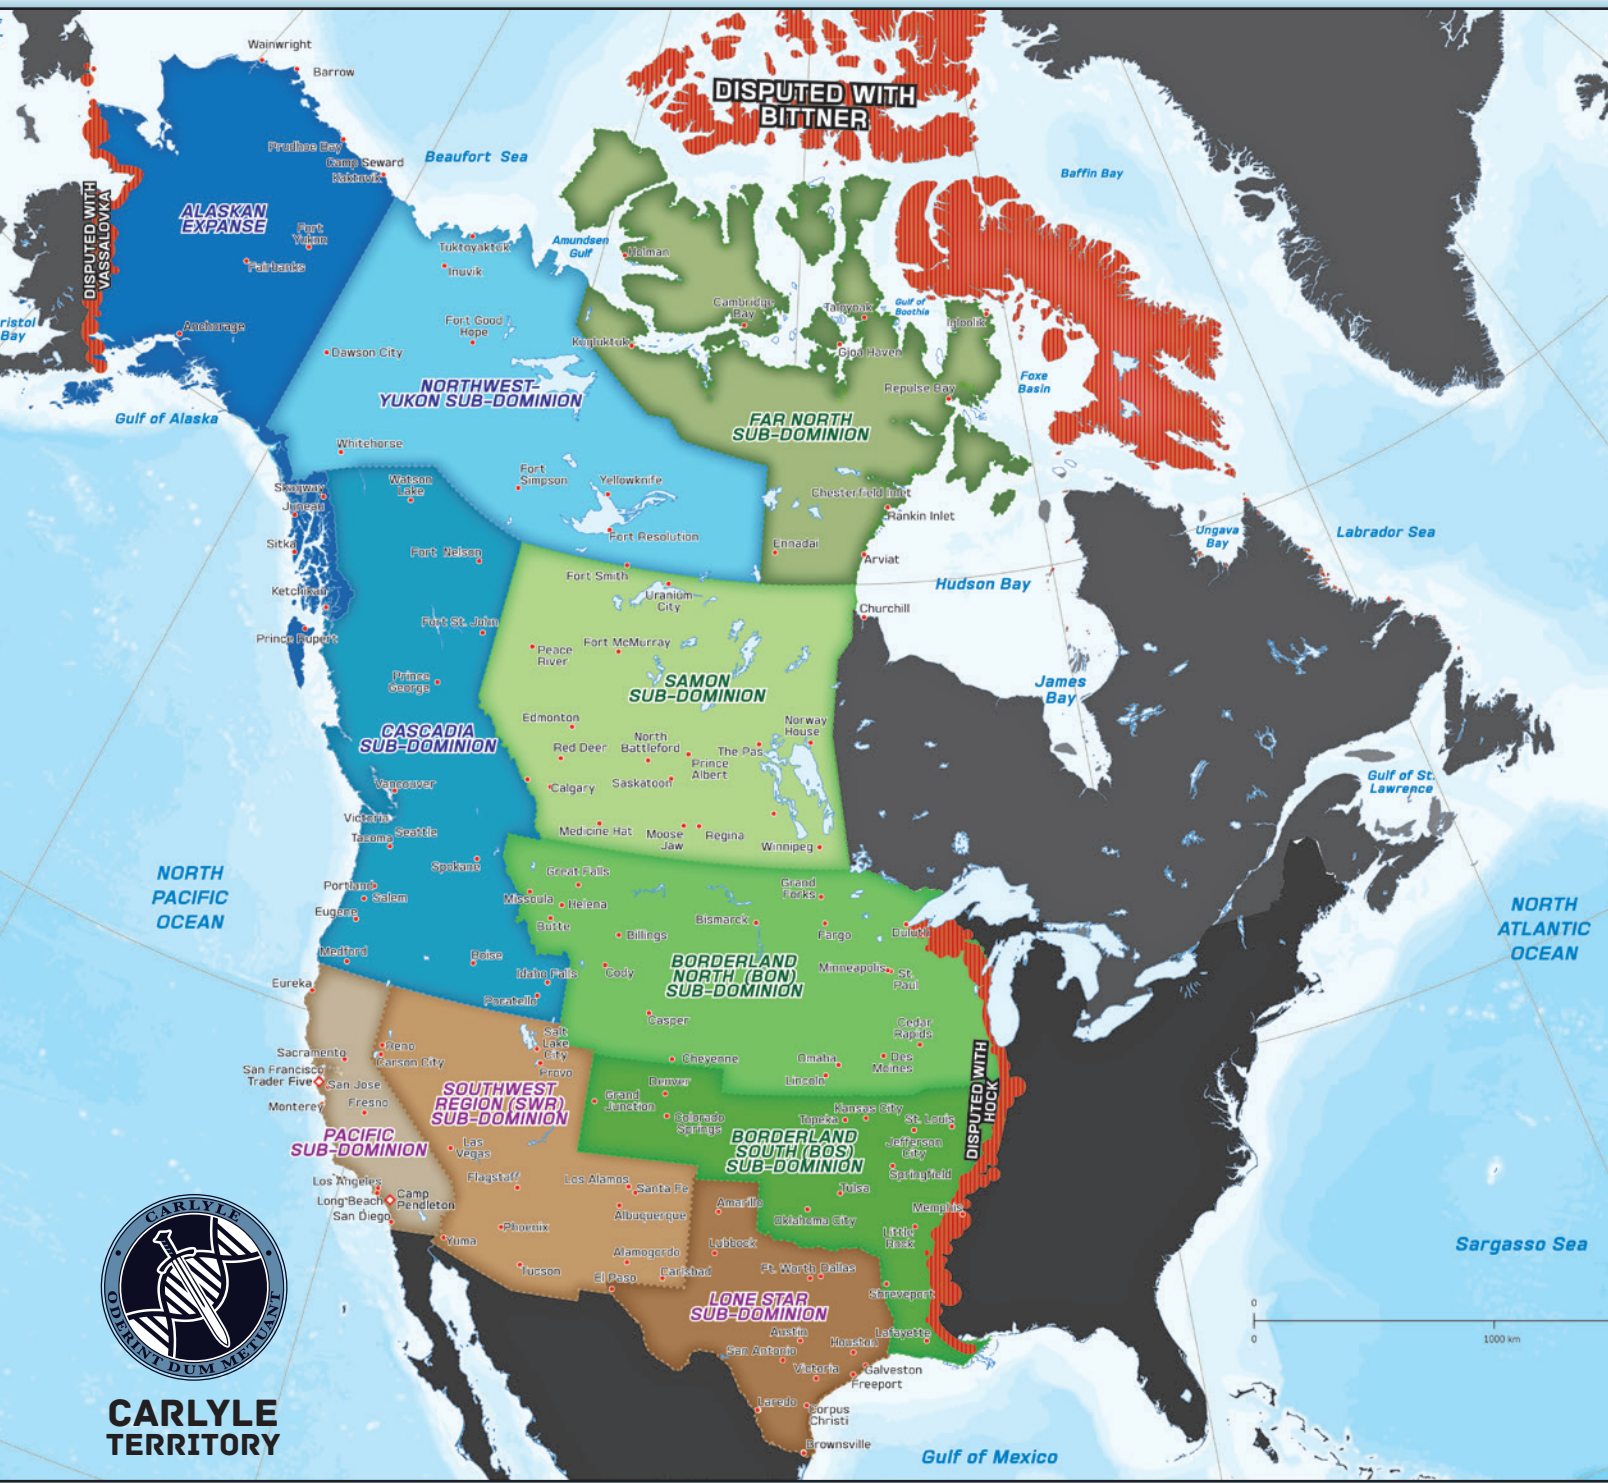 Wainwright
Barrow
Prudhoe Bay
Camp Seward
Kaktovik
Beaufort Sea
DISPUTED WITH
BITTNER
Baffin Bay
DISPUTED WITH
VASSALOVKA
ALASKAN
EXPANSE
Fort
Yukon
Fairbanks
Anchorage
ristol
Bay
Gulf of Alaska
Tuktoyaktuk
Inuvik
Amundsen
Gulf
Holman
Fort Good
Hope
Dawson City
NORTHWEST-
YUKON SUB-DOMINION
Whitehorse
Fort
Simpson
Yellowknife
Fort Resolution
Cambridge
Bay
Kugluktuk
Gjoa Haven
Gulf of
Boothia
Igloolik
Repulse Bay
Foxe
Basin
FAR NORTH
SUB-DOMINION
Chesterfield Inlet
Rankin Inlet
Ennadai
Arviat
Hudson Bay
Ungava
Bay
Labrador Sea
Skagway
Juneau
Sitka
Ketchikan
Prince Rupert
Watson
Lake
Fort Nelson
Fort St. John
Prince
George
CASCADIA
SUB-DOMINION
Vancouver
Victoria
Tacoma
Seattle
Spokane
Portland
Salem
Eugene
Medford
Boise
Idaho Falls
Pocatello
Fort Smith
Uranium
City
Churchill
Peace
River
Fort McMurray
SAMON
SUB-DOMINION
Edmonton
Red Deer
North
Battleford
The Pas
Norway
House
Prince
Albert
Calgary
Saskatoon
Medicine Hat
Moose
Jaw
Regina
Winnipeg
James
Bay
Gulf of St.
Lawrence
NORTH
PACIFIC
OCEAN
NORTH
ATLANTIC
OCEAN
Great Falls
Missoula
Helena
Butte
Billings
Bismarck
Grand
Forks
Fargo
Duluth
Cody
BORDERLAND
NORTH (BON)
SUB-DOMINION
Minneapolis
St.
Paul
Casper
Cedar
Rapids
Cheyenne
Omaha
Des
Moines
Lincoln
DISPUTED WITH
HOCK
Eureka
Sacramento
San Francisco
Trader Five
San Jose
Monterey
Fresno
PACIFIC
SUB-DOMINION
Los Angeles
Long Beach
Camp
Pendleton
San Diego
Reno
Carson City
Salt
Lake
City
Provo
SOUTHWEST
REGION (SWR)
SUB-DOMINION
Las
Vegas
Flagstaff
Los Alamos
Santa Fe
Albuquerque
Phoenix
Yuma
Tucson
Alamogordo
El Paso
Carlsbad
Denver
Grand
Junction
Colorado
Springs
Kansas City
Topeka
St. Louis
Jefferson
City
BORDERLAND
SOUTH (BOS)
SUB-DOMINION
Springfield
Tulsa
Oklahoma City
Memphis
Little
Rock
Shreveport
Lafayette
Amarillo
Lubbock
Ft. Worth
Dallas
LONE STAR
SUB-DOMINION
Austin
Houston
San Antonio
Victoria
Galveston
Freeport
Laredo
Corpus
Christi
Brownsville
Gulf of Mexico
Sargasso Sea
0
0
1000 km
CARLYLE
ODERINT DUM METUANT
CARLYLE
TERRITORY